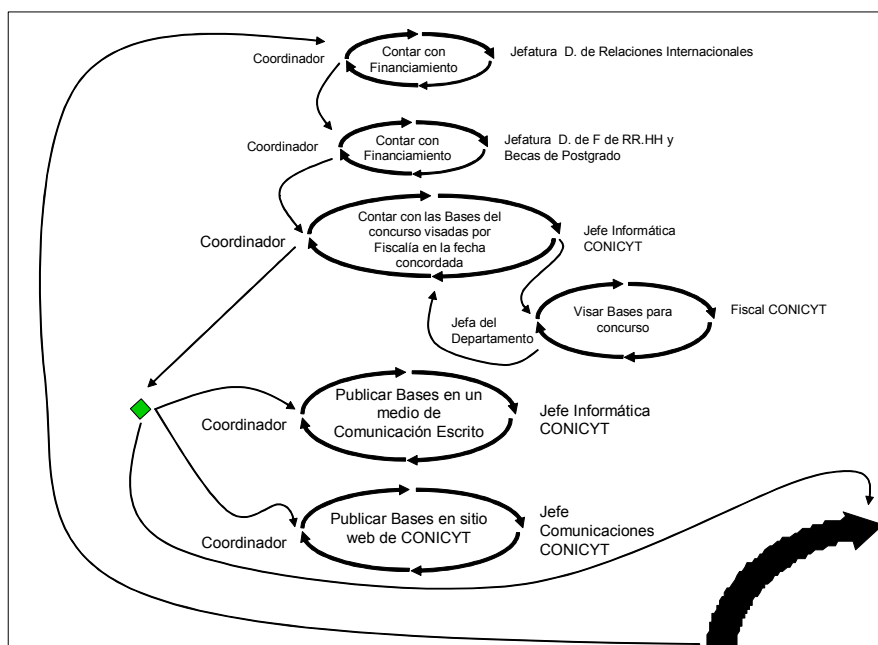 Coordinador
Contar con
Financiamiento
Jefatura D. de Relaciones Internacionales
Coordinador
Contar con
Financiamiento
Jefatura D. de F de RR.HH y
Becas de Postgrado
Coordinador
Contar con las Bases del
concurso visadas por
Fiscalía en la fecha
concordada
Jefe Informática
CONICYT
Jefa del
Departamento
Visar Bases para
concurso
Fiscal CONICYT
Coordinador
Publicar Bases en un
medio de
Comunicación Escrito
Jefe Informática
CONICYT
Coordinador
Publicar Bases en sitio
web de CONICYT
Jefe
Comunicaciones
CONICYT